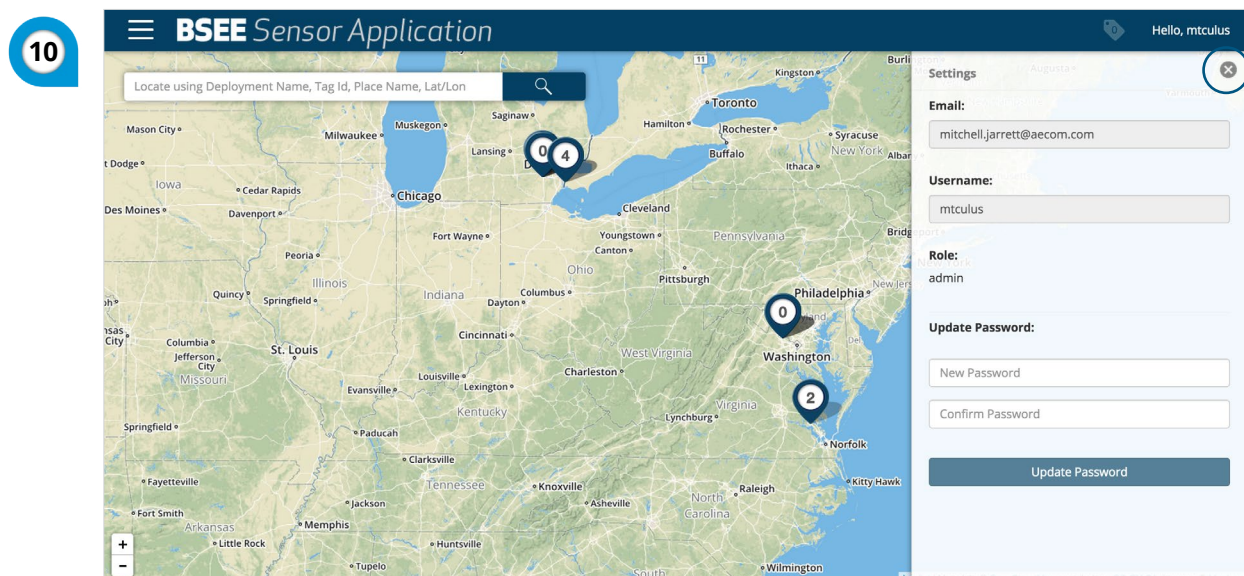 10
BSEE Sensor Application
0
Hello, mtculus
Locate using Deployment Name, Tag Id, Place Name, Lat/Lon
11
Kingston
Toronto
Mason City
Milwaukee
Muskegon
Saginaw
Hamilton
Rochester
Syracuse
Lansing
0
4
Buffalo
New York
t Dodge
Ithaca
Iowa
Cedar Rapids
Chicago
Cleveland
Des Moines
Davenport
Fort Wayne
Youngstown
Pennsylvania
Canton
Peoria
Ohio
Pittsburgh
Illinois
Indiana
Columbus
Philadelphia
Quincy
Springfield
Dayton
0
Cincinnati
Columbia
St. Louis
West Virginia
Washington
Del
Jefferson
City
Missouri
Charleston
Louisville
Lexington
Evansville
2
Kentucky
Virginia
Lynchburg
Springfield
Paducah
Norfolk
Clarksville
Fayetteville
Tennessee
Knoxville
Raleigh
Kitty Hawk
Jackson
Asheville
North
Carolina
Fort Smith
Arkansas
Memphis
Little Rock
Huntsville
Tupelo
South
Wilmington
+
−
Settings
Augusta
Email:
mitchell.jarrett@aecom.com
Username:
mtculus
Role:
admin
Update Password:
New Password
Confirm Password
Update Password